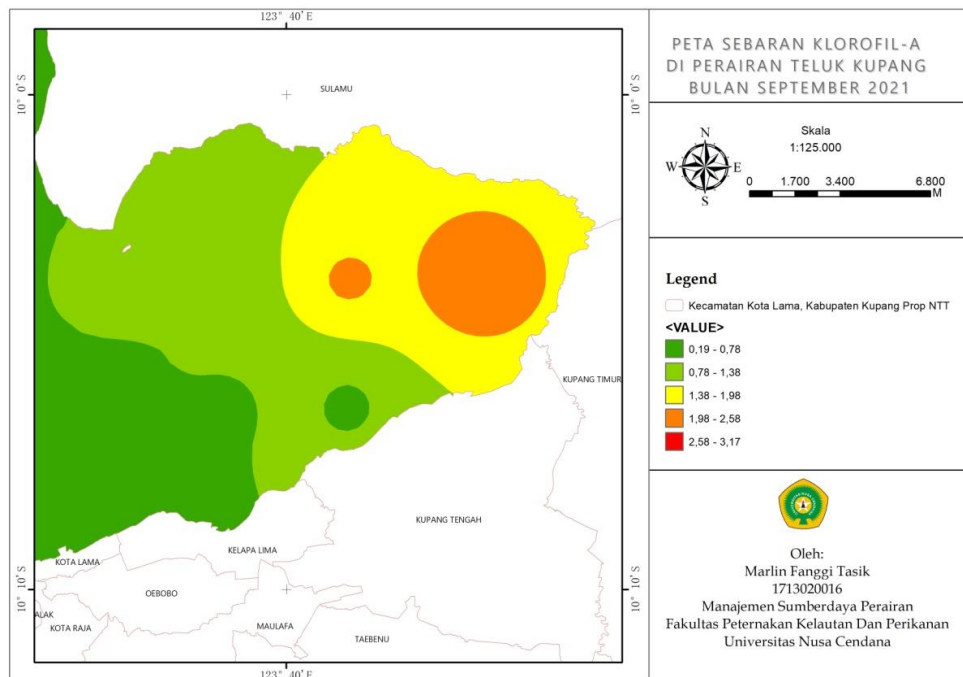 123° 40' E
10° 0' S
10° 0' S
SULAMU
KUPANG TIMUR
KUPANG TENGAH
KELAPA LIMA
KOTA LAMA
OEBOBO
ALAK
KOTA RAJA
MAULAFA
TAEBENU
10° 10' S
10° 10' S
123° 40' E
PETA SEBARAN KLOROFIL-A
DI PERAIRAN TELUK KUPANG
BULAN SEPTEMBER 2021
N
W E
S
Skala
1:125.000
0 1.700 3.400 6.800
M
Legend
Kecamatan Kota Lama, Kabupaten Kupang Prop NTT
<VALUE>
0,19 - 0,78
0,78 - 1,38
1,38 - 1,98
1,98 - 2,58
2,58 - 3,17
Oleh:
Marlin Fanggi Tasik
1713020016
Manajemen Sumberdaya Perairan
Fakultas Peternakan Kelautan Dan Perikanan
Universitas Nusa Cendana